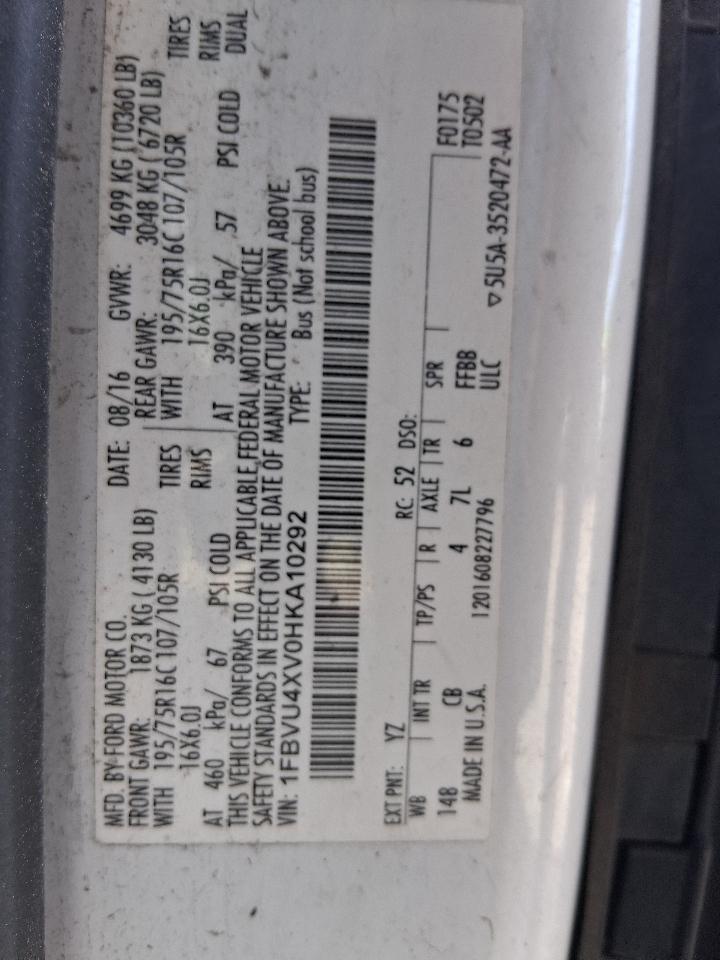 MFD. BY FORD MOTOR CO.
DATE: 08/16 GVWR: 4699 KG (10360 LB)
FRONT GAWR: 1873 KG ( 4130 LB)
REAR GAWR: 3048 KG ( 6720 LB)
WITH 195/75R16C 107/105R TIRES
WITH 195/75R16C 107/105R TIRES
16X6.0J RIMS
16X6.0J RIMS
AT 460 kPa/ 67 PSI COLD
AT 390 kPa/ 57 PSI COLD DUAL
THIS VEHICLE CONFORMS TO ALL APPLICABLE FEDERAL MOTOR VEHICLE
SAFETY STANDARDS IN EFFECT ON THE DATE OF MANUFACTURE SHOWN ABOVE.
VIN: 1FBVU4XV0HKA10292 TYPE: Bus (Not school bus)
EXT PNT: YZ RC: 52 DSO:
WB INT TR TP/PS R AXLE TR SPR
148 CB 4 7L 6 FFBB
F0175
T0502
MADE IN U.S.A. 1201608227796 ULC
5U5A-3520472-AA